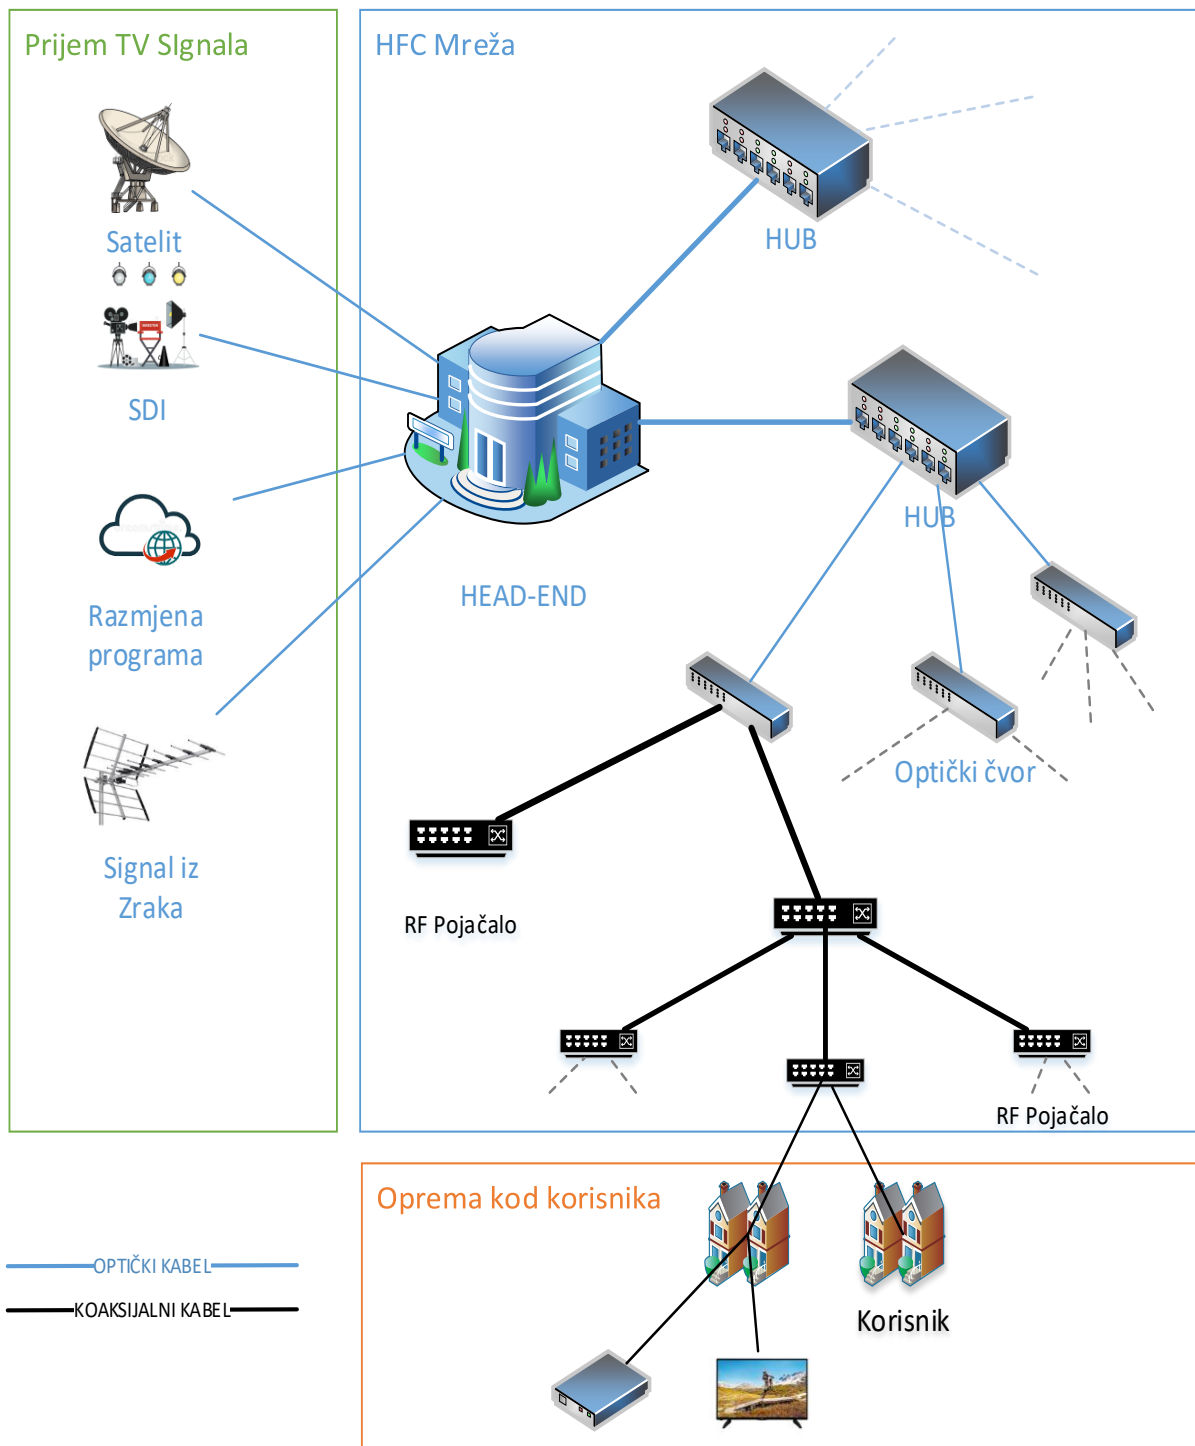 Prijem TV SIgnala
Satelit
SDI
Razmjena
programa
Signal iz
Zraka
HFC Mreža
HUB
HUB
HEAD-END
Optički čvor
RF Pojačalo
RF Pojačalo
Oprema kod korisnika
Korisnik
OPTIČKI KABEL
KOAKSIJALNI KABEL